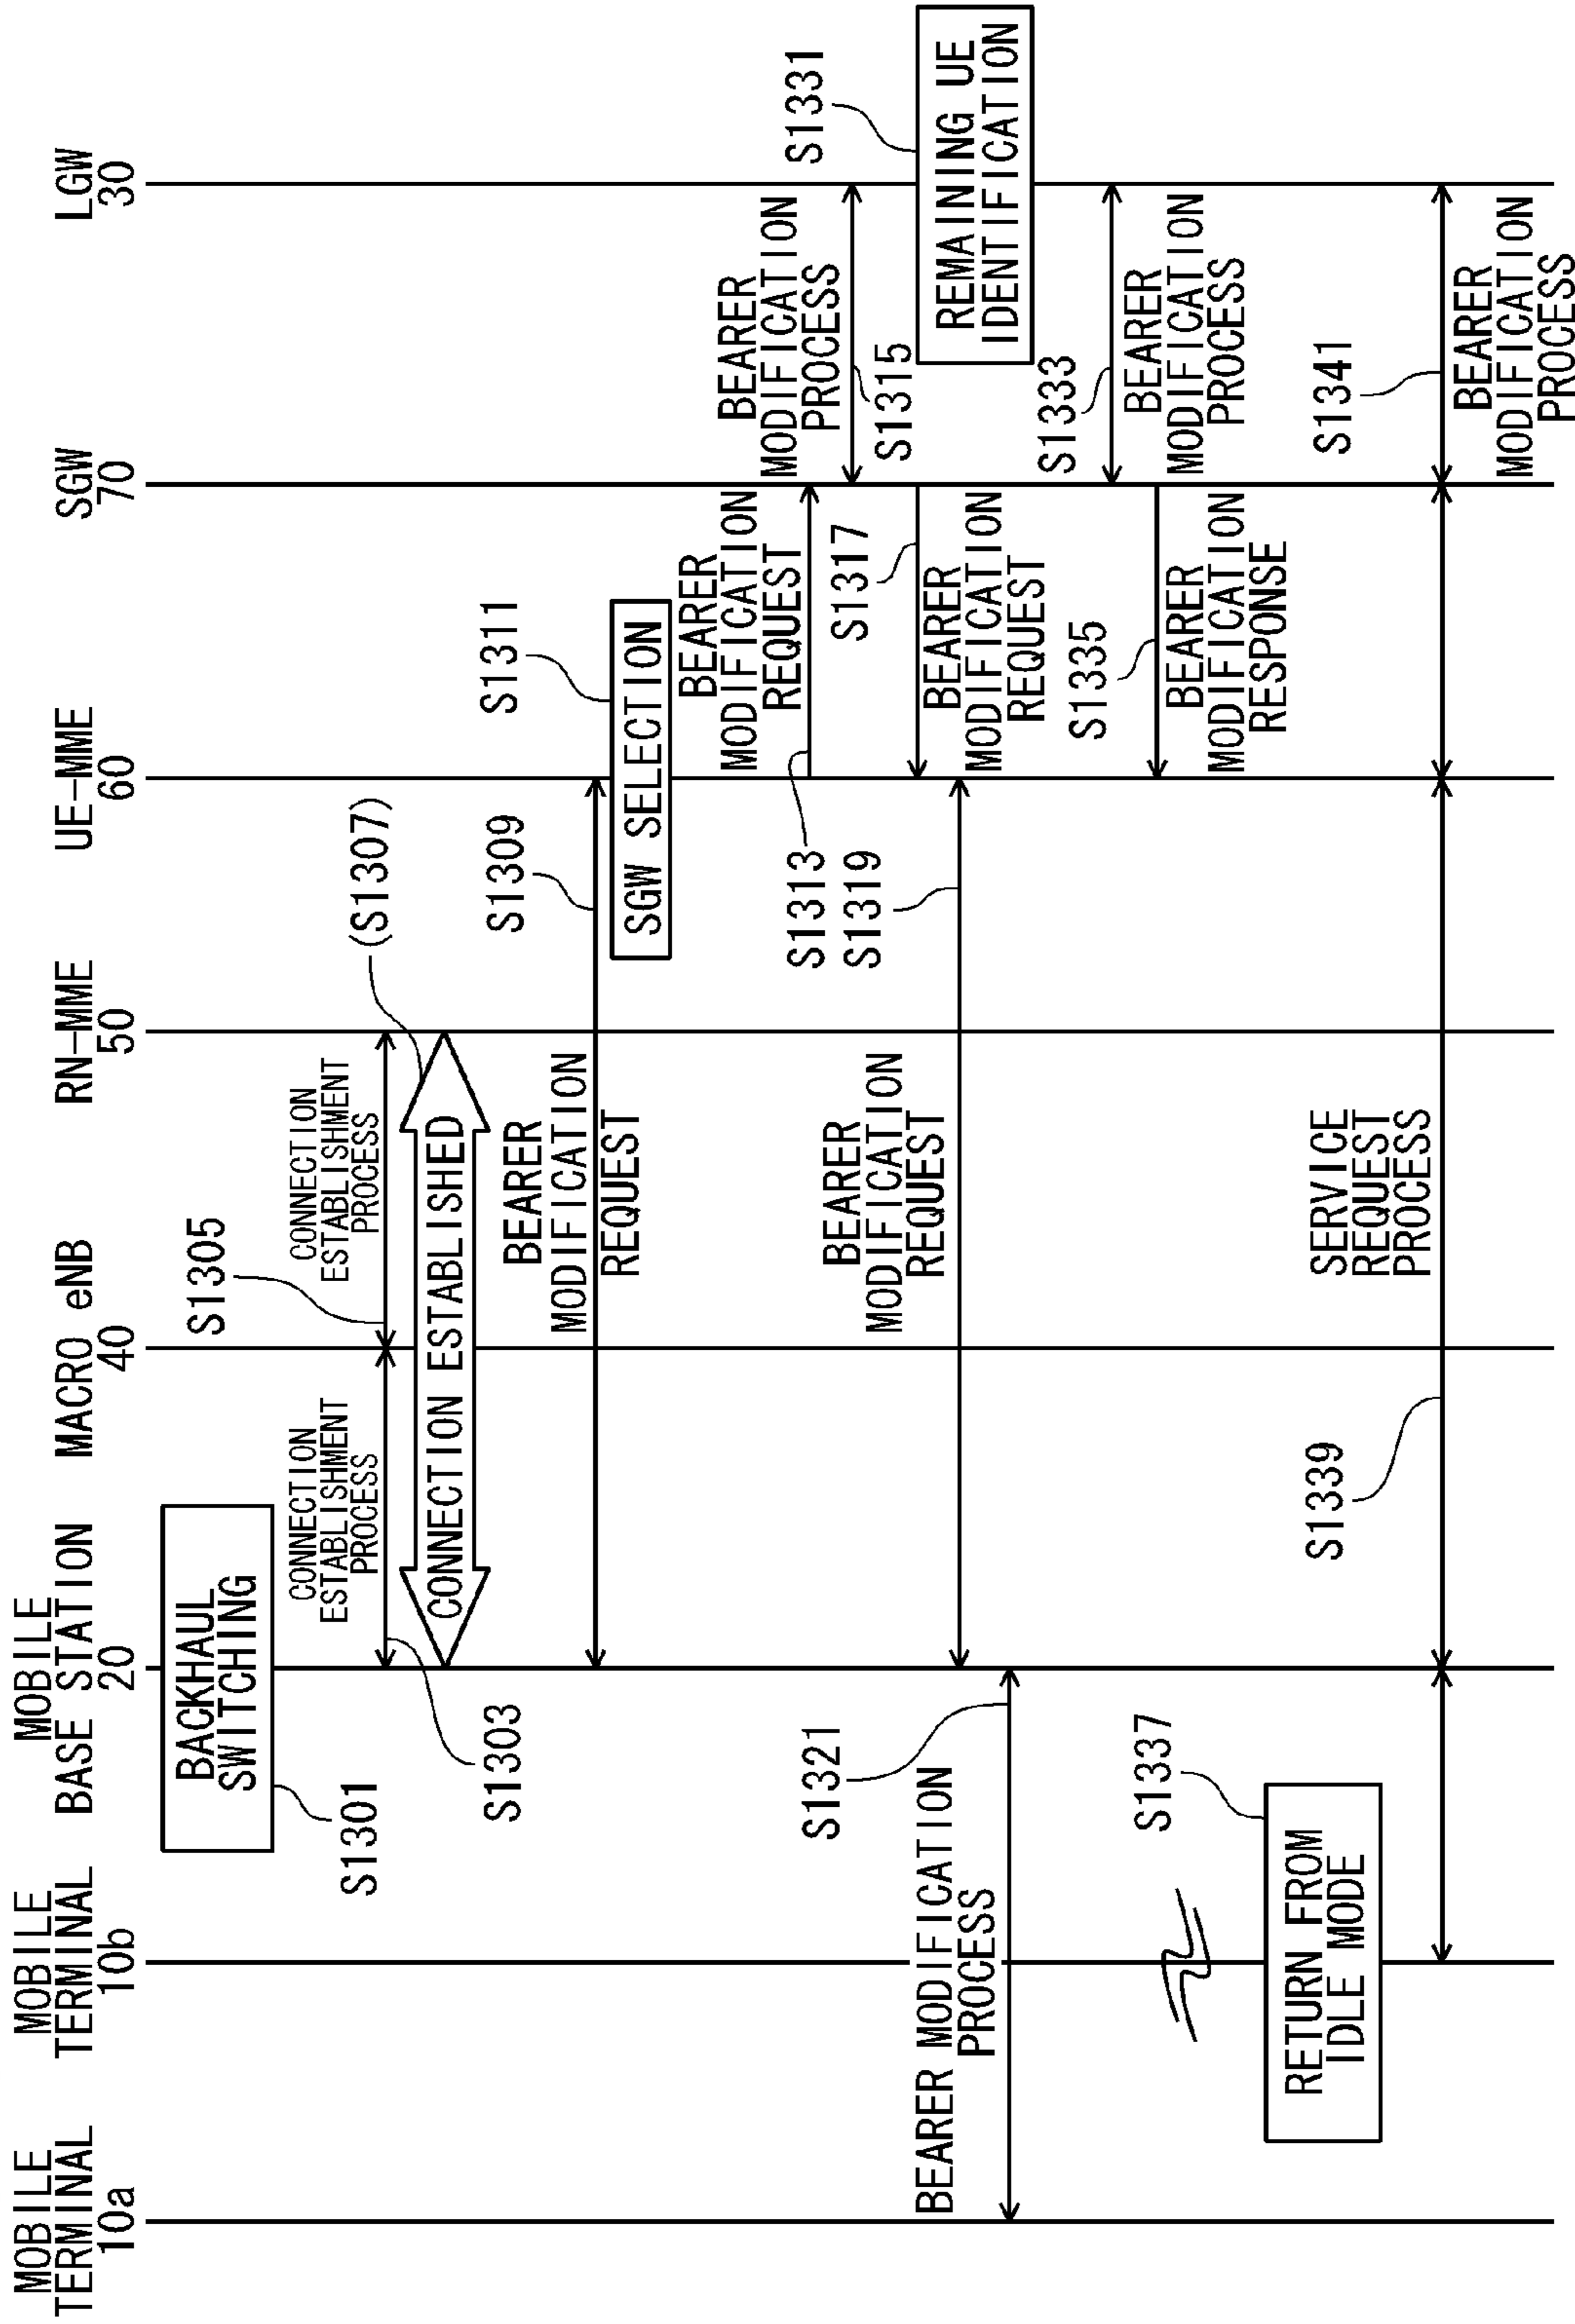 MOBILE
TERMINAL
10a
MOBILE
TERMINAL
10b
MOBILE
BASE STATION
20
MACRO eNB
40
RN-MME
50
UE-MME
60
SGW
70
LGW
30
BACKHAUL
SWITCHING
S1301
CONNECTION
ESTABLISHMENT
PROCESS
S1303
CONNECTION
ESTABLISHMENT
PROCESS
S1305
CONNECTION ESTABLISHED
(S1307)
BEARER
MODIFICATION
REQUEST
S1309
SGW SELECTION
S1311
BEARER
MODIFICATION
REQUEST
S1313
BEARER
MODIFICATION
PROCESS
S1315
BEARER
MODIFICATION
REQUEST
S1317
BEARER
MODIFICATION
REQUEST
S1319
BEARER MODIFICATION
PROCESS
S1321
REMAINING UE
IDENTIFICATION
S1331
BEARER
MODIFICATION
PROCESS
S1333
BEARER
MODIFICATION
RESPONSE
S1335
RETURN FROM
IDLE MODE
S1337
SERVICE
REQUEST
PROCESS
S1339
BEARER
MODIFICATION
PROCESS
S1341